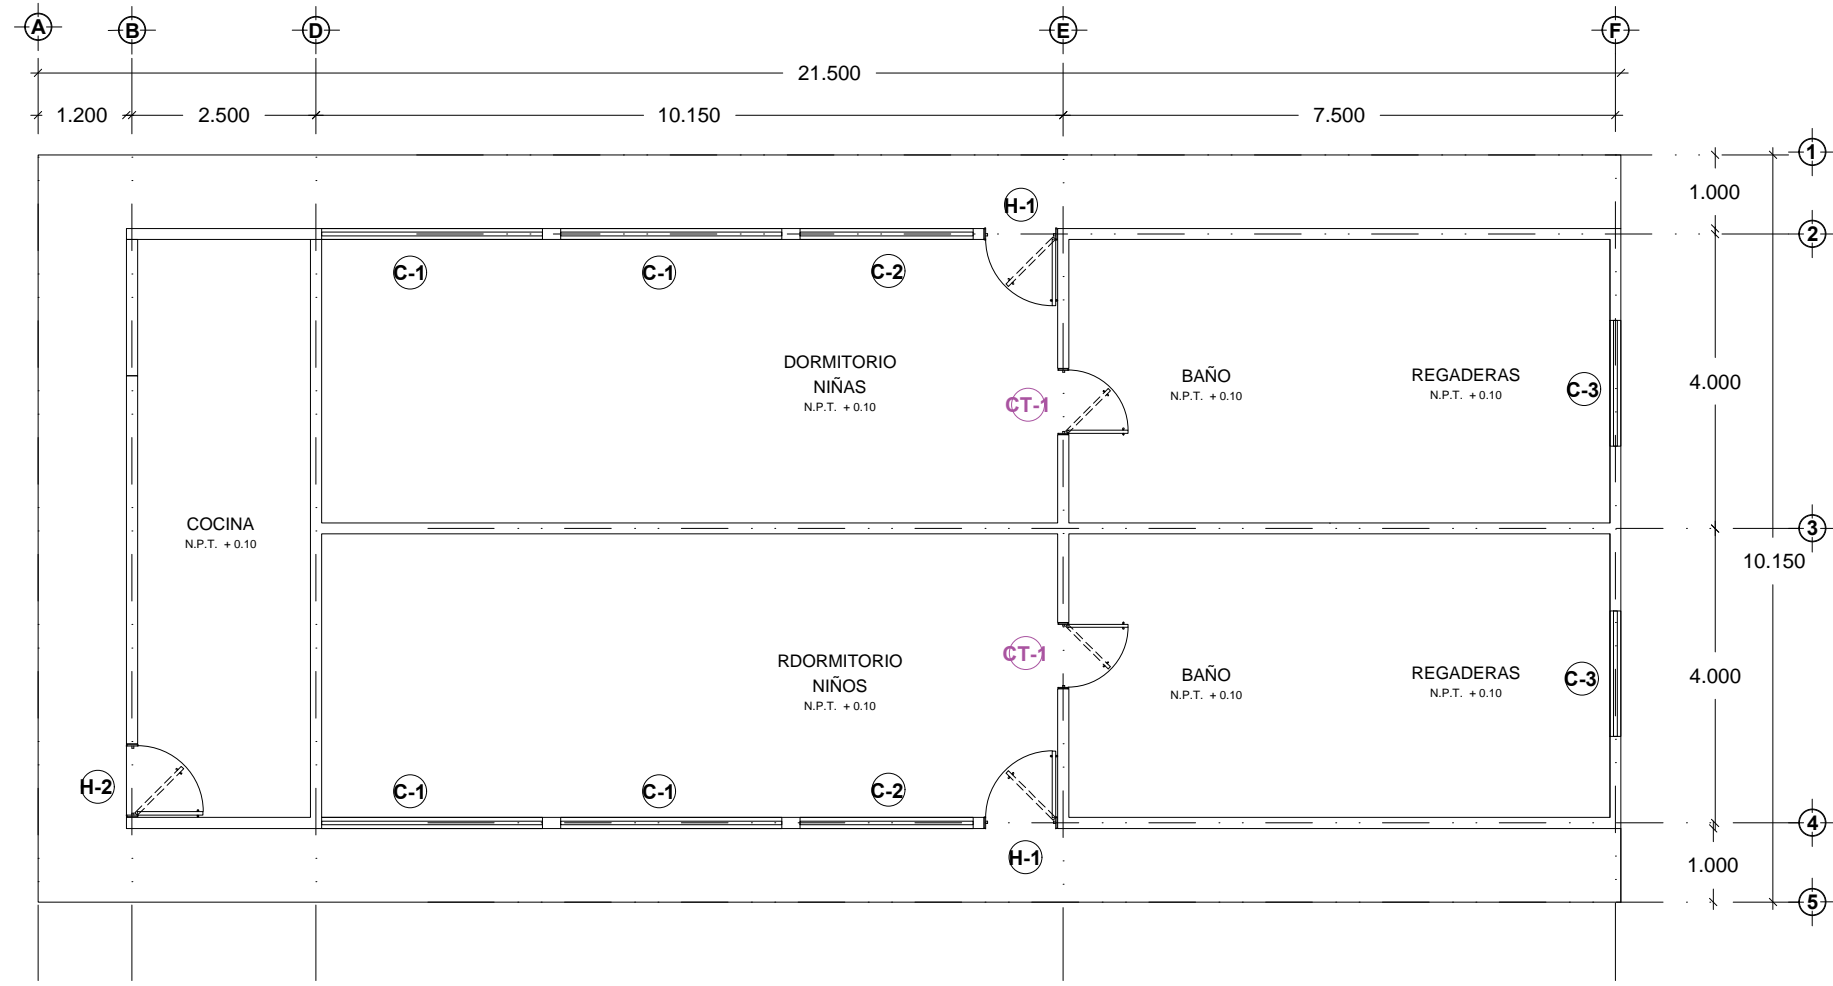 A
B
D
E
F
21.500
1.200
2.500
10.150
7.500
1
1.000
H-1
2
C-1
C-1
C-2
DORMITORIO
NIÑAS
N.P.T. + 0.10
CT-1
BAÑO
N.P.T. + 0.10
REGADERAS
N.P.T. + 0.10
C-3
4.000
COCINA
N.P.T. + 0.10
3
10.150
RDORMITORIO
NIÑOS
N.P.T. + 0.10
CT-1
BAÑO
N.P.T. + 0.10
REGADERAS
N.P.T. + 0.10
C-3
4.000
H-2
C-1
C-1
C-2
4
H-1
1.000
5